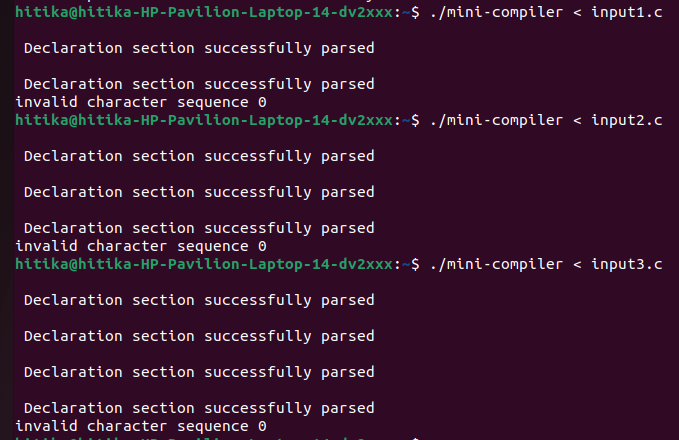 hitika@hitika-HP-Pavilion-Laptop-14-dv2xxx:~$ ./mini-compiler < input1.c
Declaration section successfully parsed
Declaration section successfully parsed
invalid character sequence 0
hitika@hitika-HP-Pavilion-Laptop-14-dv2xxx:~$ ./mini-compiler < input2.c
Declaration section successfully parsed
Declaration section successfully parsed
Declaration section successfully parsed
invalid character sequence 0
hitika@hitika-HP-Pavilion-Laptop-14-dv2xxx:~$ ./mini-compiler < input3.c
Declaration section successfully parsed
Declaration section successfully parsed
Declaration section successfully parsed
Declaration section successfully parsed
invalid character sequence 0